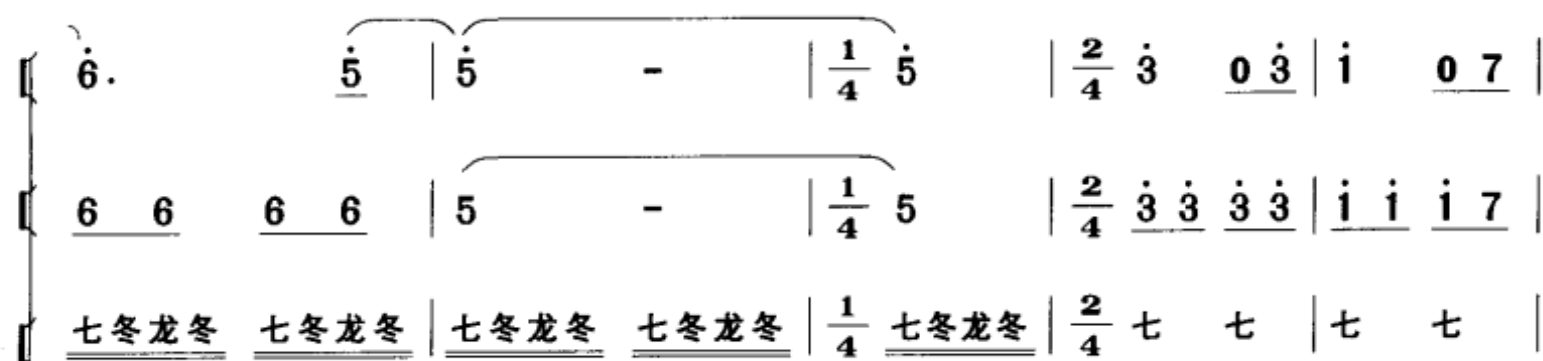 6̇. 5̇ | 5̇ - | 1/4 5̇ | 2/4 3̇ 0 3̇ | 1̇ 0 7 |
6 6 6 6 | 5 - | 1/4 5 | 2/4 3̇ 3̇ 3̇ 3̇ | 1̇ 1̇ 1̇ 7 |
七冬龙冬 七冬龙冬 | 七冬龙冬 七冬龙冬 | 1/4 七冬龙冬 | 2/4 七 七 | 七 七 |